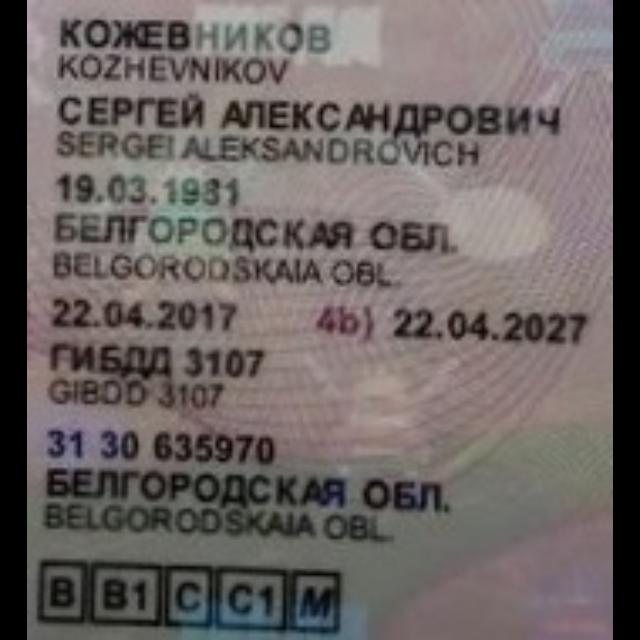 КОЖЕВНИКОВ
KOZHEVNIKOV
СЕРГЕЙ АЛЕКСАНДРОВИЧ
SERGEI ALEKSANDROVICH
19.03.1981
БЕЛГОРОДСКАЯ ОБЛ.
BELGORODSKAIA OBL.
22.04.2017 4b) 22.04.2027
ГИБДД 3107
GIBDD 3107
31 30 635970
БЕЛГОРОДСКАЯ ОБЛ.
BELGORODSKAIA OBL.
B B1 C C1 M